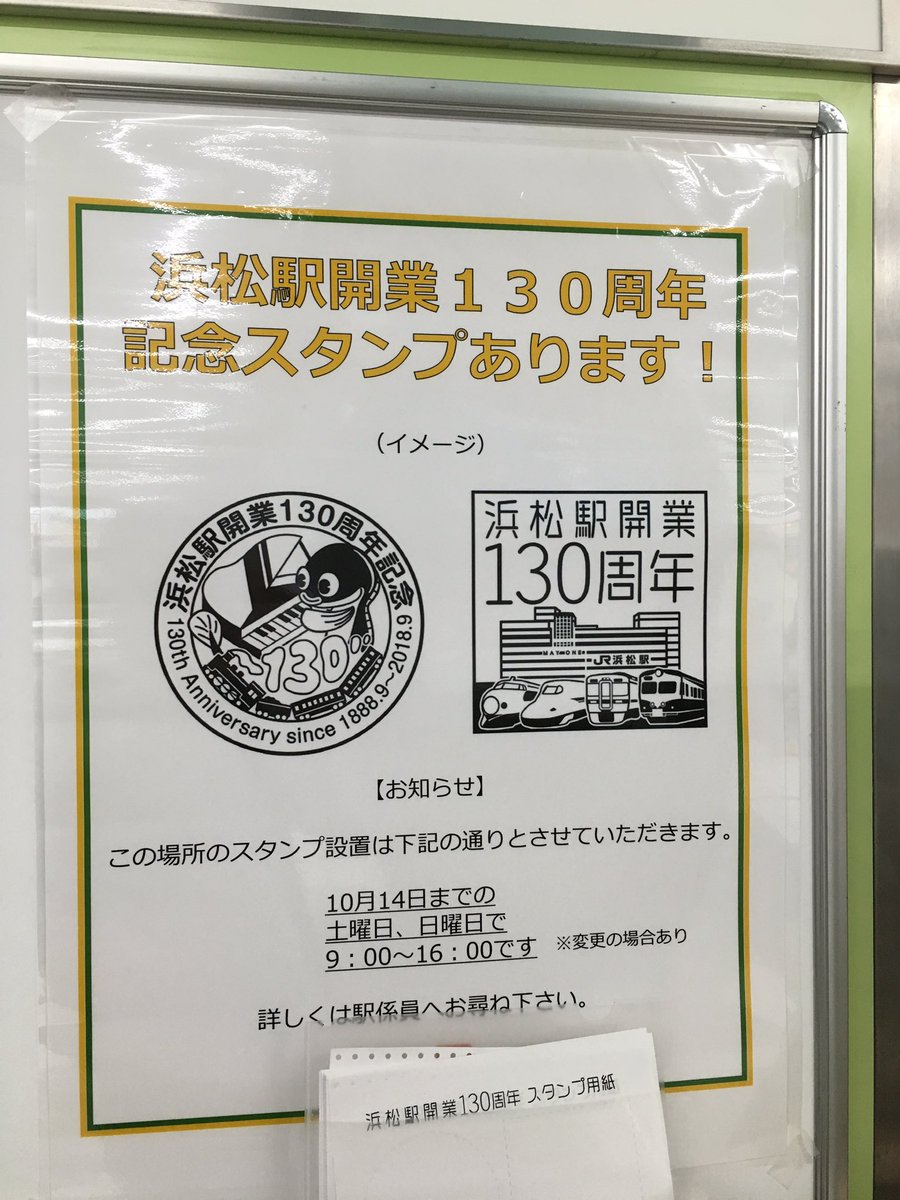 浜松駅開業１３０周年
記念スタンプあります！
（イメージ）
浜松駅開業130周年記念
130th Anniversary since 1888.9～2018.9
130
浜松駅開業
130周年
MAY ONE
JR浜松駅
【お知らせ】
この場所のスタンプ設置は下記の通りとさせていただきます。
10月14日までの
土曜日、日曜日で
9：00～16：00です
※変更の場合あり
詳しくは駅係員へお尋ね下さい。
浜松駅開業130周年 スタンプ用紙